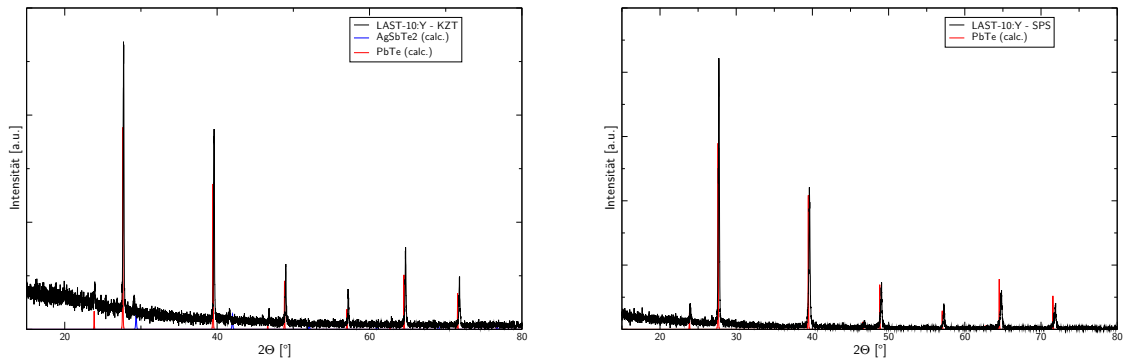 LAST-10:Y - KZT
AgSbTe2 (calc.)
PbTe (calc.)
Intensität [a.u.]
20
40
60
80
2Θ [°]
LAST-10:Y - SPS
PbTe (calc.)
Intensität [a.u.]
20
30
40
50
60
70
80
2Θ [°]